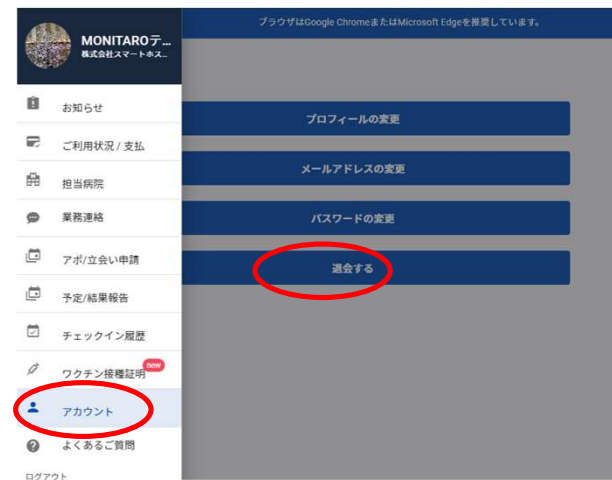 ブラウザはGoogle ChromeまたはMicrosoft Edgeを推奨しています。
MONITAROテ...
株式会社スマートホス...
お知らせ
ご利用状況 / 支払
担当病院
業務連絡
アポ/立会い申請
予定/結果報告
チェックイン履歴
ワクチン接種証明 new
アカウント
よくあるご質問
ログアウト
プロフィールの変更
メールアドレスの変更
パスワードの変更
退会する